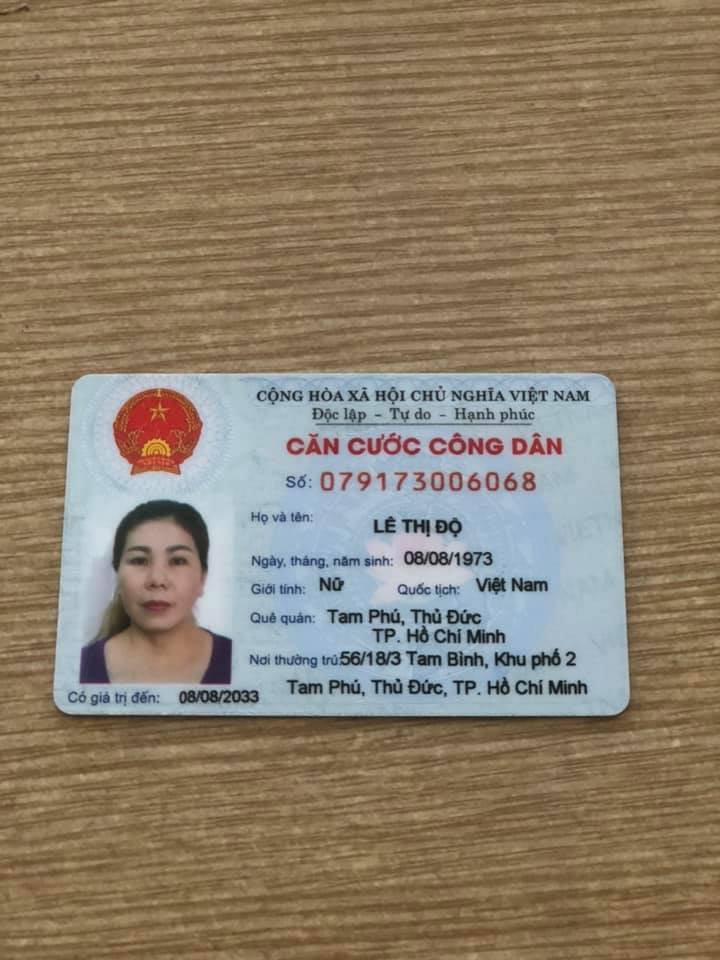 CỘNG HÒA XÃ HỘI CHỦ NGHĨA VIỆT NAM
Độc lập - Tự do - Hạnh phúc
CĂN CƯỚC CÔNG DÂN
Số: 079173006068
Họ và tên: LÊ THỊ ĐỘ
Ngày, tháng, năm sinh: 08/08/1973
Giới tính: Nữ Quốc tịch: Việt Nam
Quê quán: Tam Phú, Thủ Đức
TP. Hồ Chí Minh
Nơi thường trú: 56/18/3 Tam Bình, Khu phố 2
Tam Phú, Thủ Đức, TP. Hồ Chí Minh
Có giá trị đến: 08/08/2033